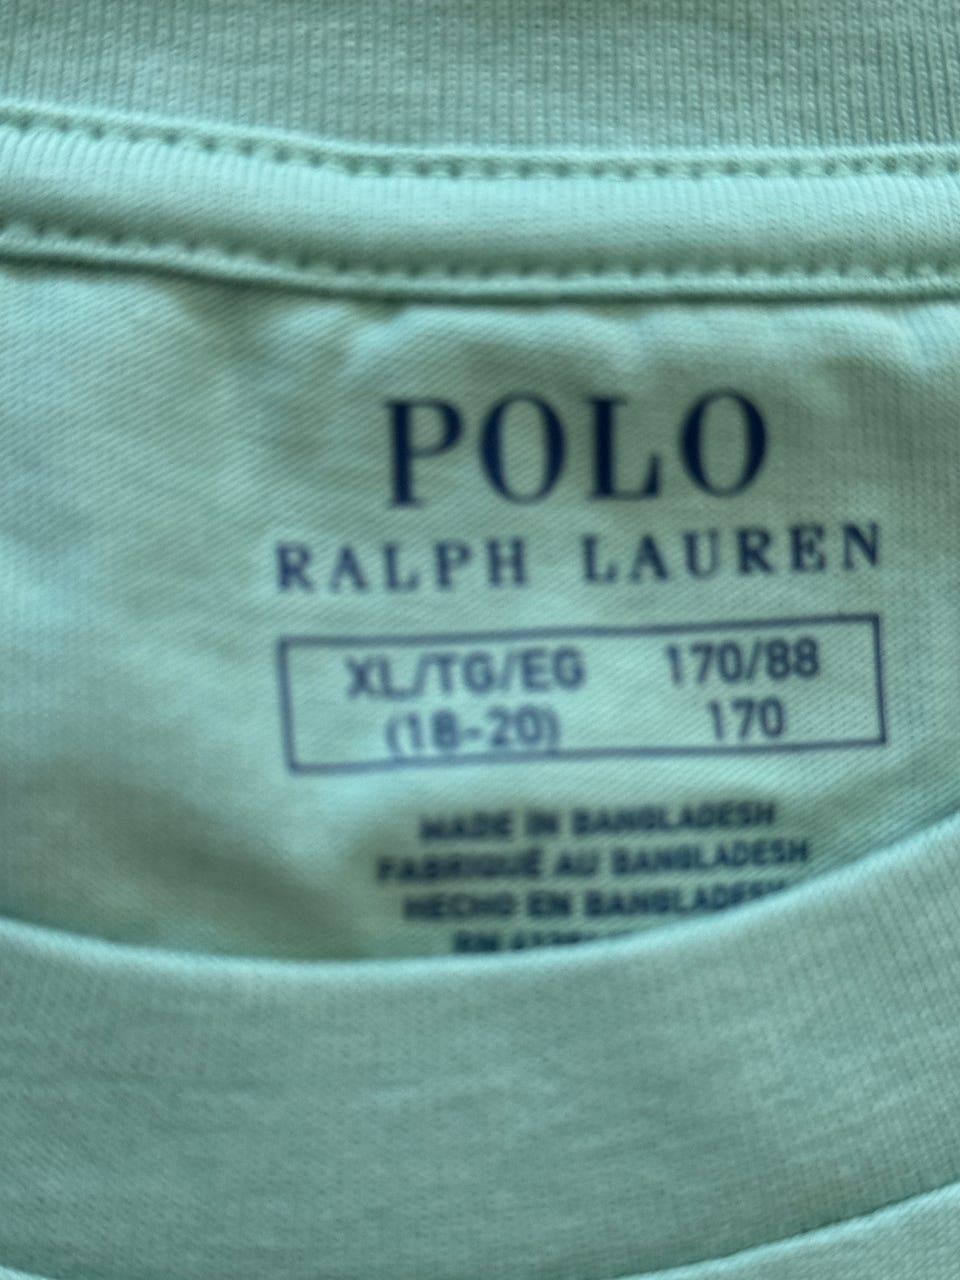 POLO
RALPH LAUREN
XL/TG/EG 170/88
(18-20) 170
MADE IN BANGLADESH
FABRIQUÉ AU BANGLADESH
HECHO EN BANGLADESH
RN